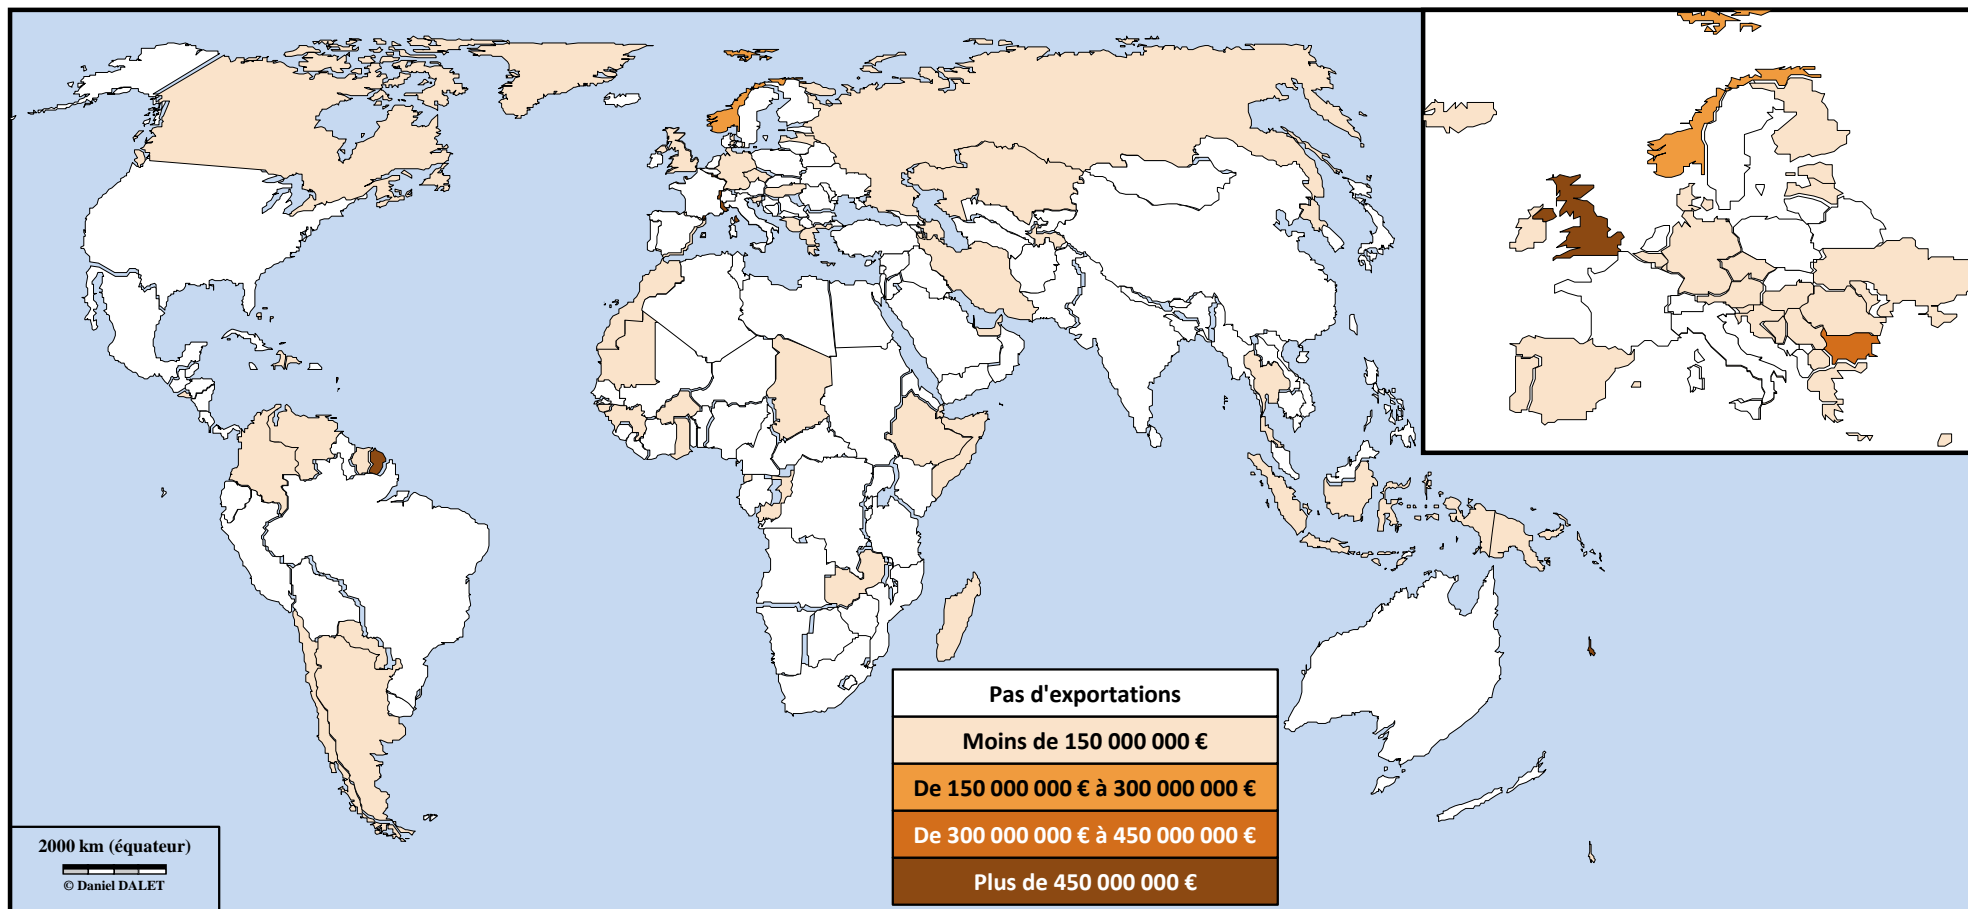 Pas d'exportations
Moins de 150 000 000 €
De 150 000 000 € à 300 000 000 €
De 300 000 000 € à 450 000 000 €
Plus de 450 000 000 €
2000 km (équateur)
© Daniel DALET